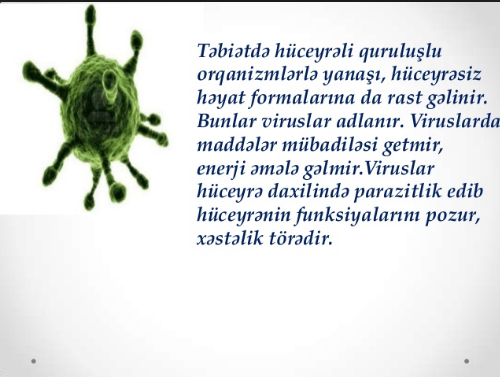 Təbiətdə hüceyrəli quruluşlu
orqanizmlərlə yanaşı, hüceyrəsiz
həyat formalarına da rast gəlinir.
Bunlar viruslar adlanır. Viruslarda
maddələr mübadiləsi getmir,
enerji əmələ gəlmir.Viruslar
hüceyrə daxilində parazitlik edib
hüceyrənin funksiyalarını pozur,
xəstəlik törədir.